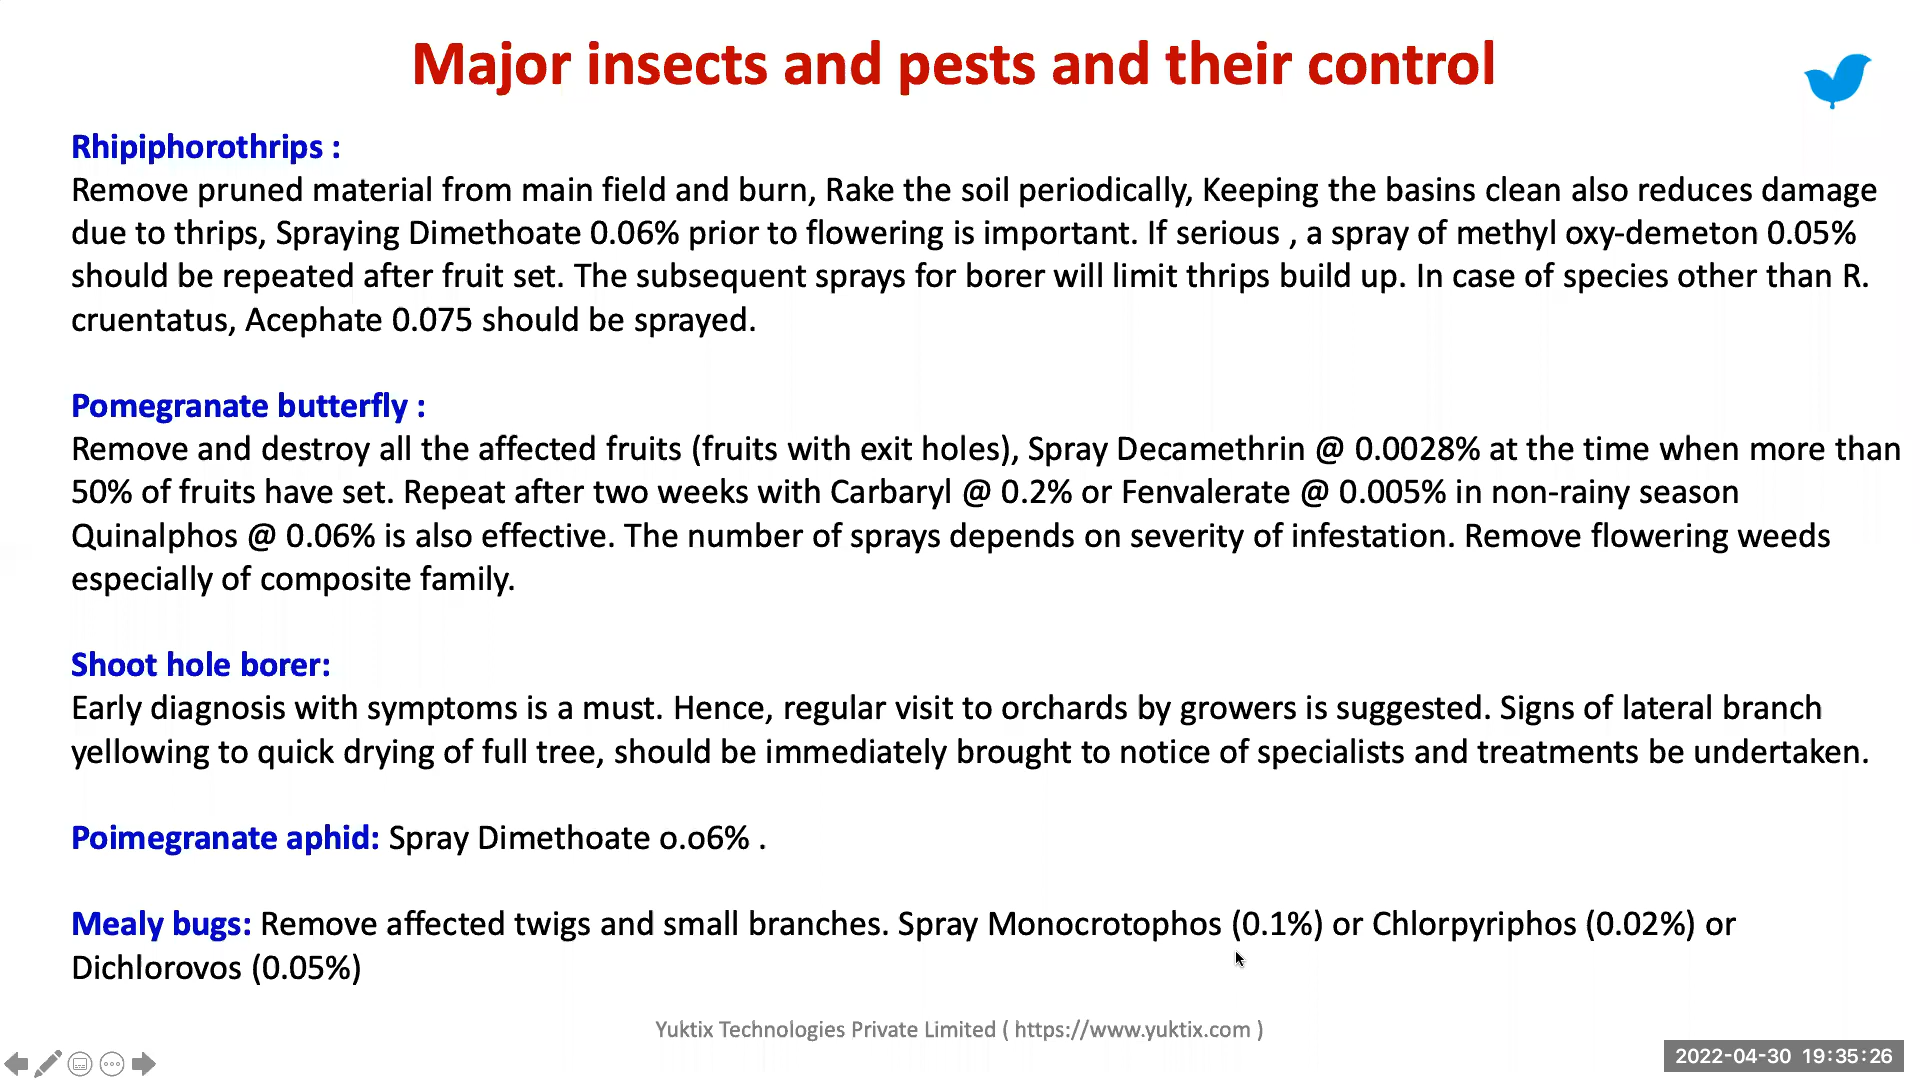 Major insects and pests and their control
Rhipiphorothrips :
Remove pruned material from main field and burn, Rake the soil periodically, Keeping the basins clean also reduces damage
due to thrips, Spraying Dimethoate 0.06% prior to flowering is important. If serious , a spray of methyl oxy-demeton 0.05%
should be repeated after fruit set. The subsequent sprays for borer will limit thrips build up. In case of species other than R.
cruentatus, Acephate 0.075 should be sprayed.
Pomegranate butterfly :
Remove and destroy all the affected fruits (fruits with exit holes), Spray Decamethrin @ 0.0028% at the time when more than
50% of fruits have set. Repeat after two weeks with Carbaryl @ 0.2% or Fenvalerate @ 0.005% in non-rainy season
Quinalphos @ 0.06% is also effective. The number of sprays depends on severity of infestation. Remove flowering weeds
especially of composite family.
Shoot hole borer:
Early diagnosis with symptoms is a must. Hence, regular visit to orchards by growers is suggested. Signs of lateral branch
yellowing to quick drying of full tree, should be immediately brought to notice of specialists and treatments be undertaken.
Poimegranate aphid: Spray Dimethoate o.o6% .
Mealy bugs: Remove affected twigs and small branches. Spray Monocrotophos (0.1%) or Chlorpyriphos (0.02%) or
Dichlorovos (0.05%)
Yuktix Technologies Private Limited ( https://www.yuktix.com )
2022-04-30 19:35:26